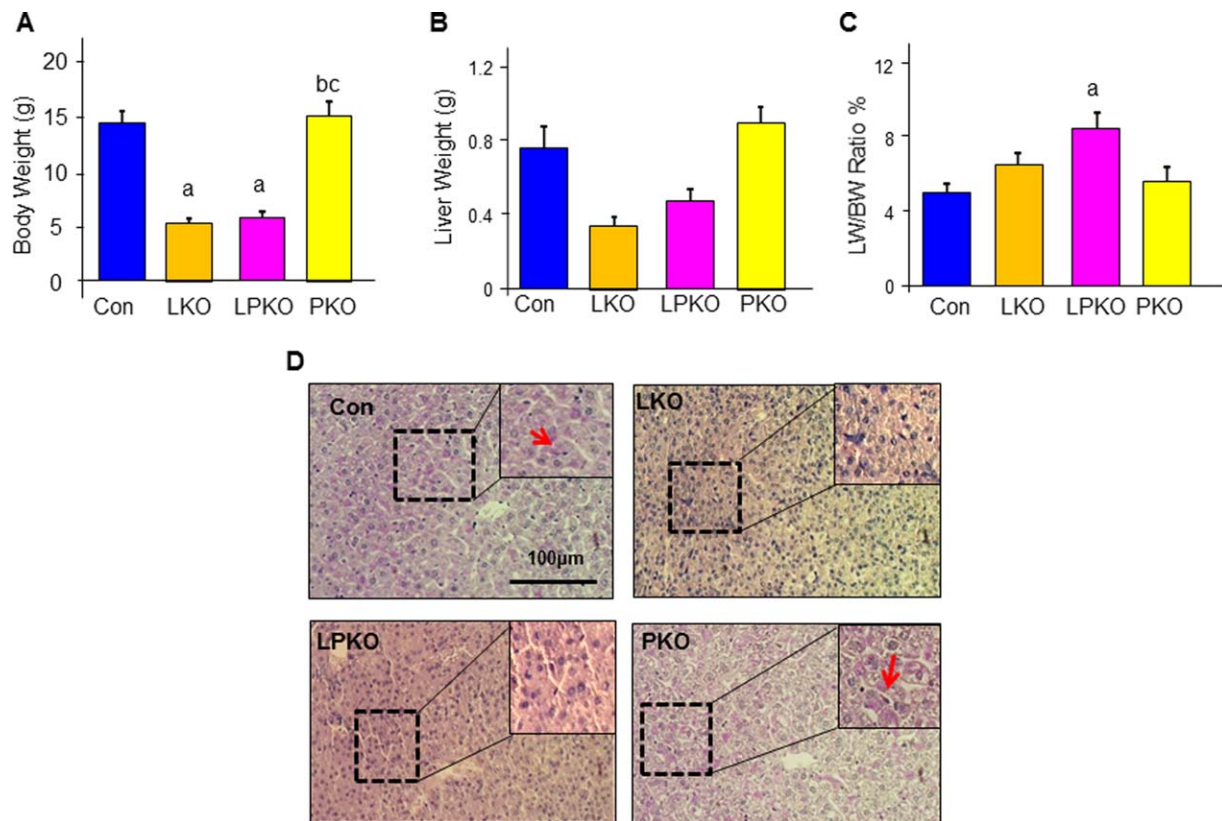 A
Body Weight (g)
20
15
10
5
0
a
a
bc
Con LKO LPKO PKO
B
Liver Weight (g)
1.2
0.8
0.4
0
Con LKO LPKO PKO
C
LW/BW Ratio %
12
8
4
0
a
Con LKO LPKO PKO
D
Con
100µm
LKO
LPKO
PKO